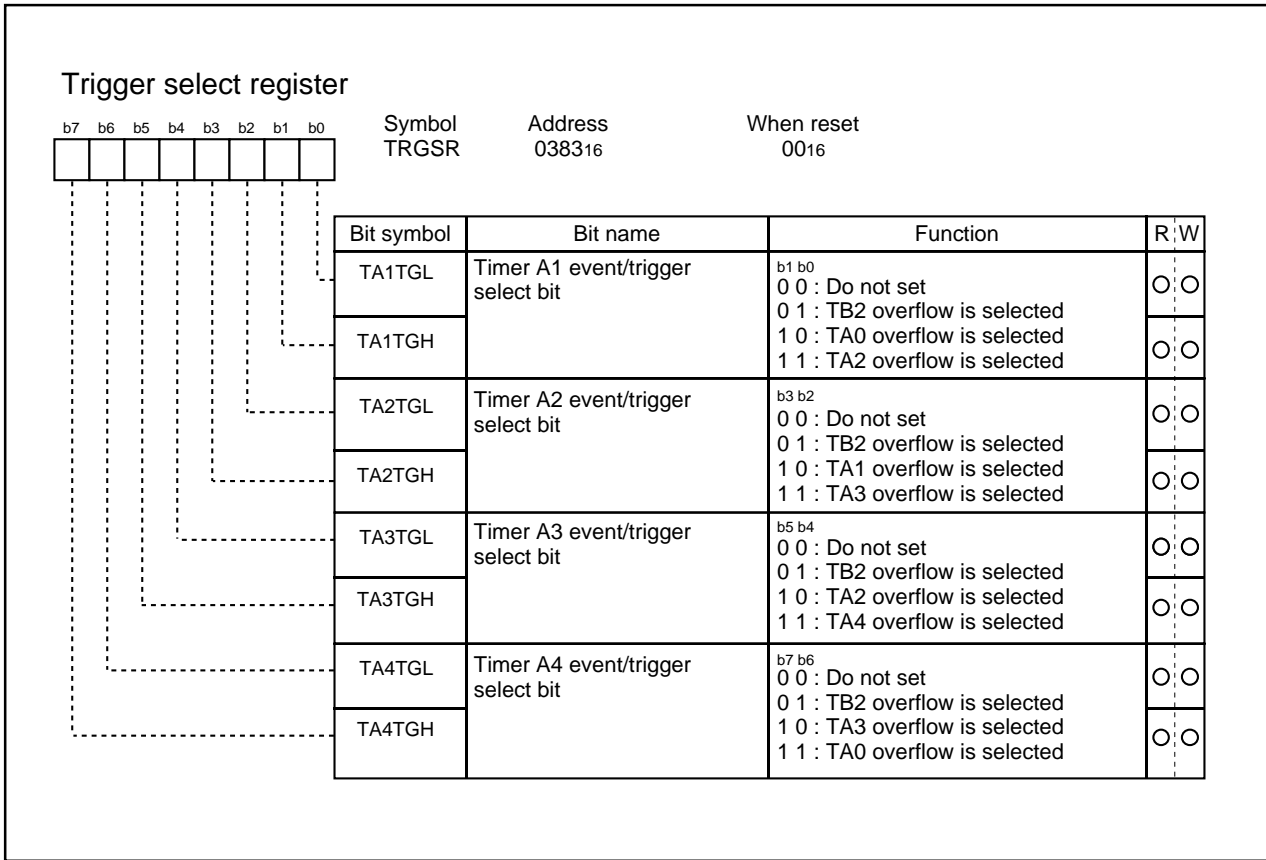 Trigger select register
b7 b6 b5 b4 b3 b2 b1 b0
Symbol Address When reset
TRGSR 038316 0016
Bit symbol Bit name Function R W
TA1TGL Timer A1 event/trigger select bit
b1 b0
0 0 : Do not set
0 1 : TB2 overflow is selected
TA1TGH 1 0 : TA0 overflow is selected
1 1 : TA2 overflow is selected
TA2TGL Timer A2 event/trigger select bit
b3 b2
0 0 : Do not set
0 1 : TB2 overflow is selected
TA2TGH 1 0 : TA1 overflow is selected
1 1 : TA3 overflow is selected
TA3TGL Timer A3 event/trigger select bit
b5 b4
0 0 : Do not set
0 1 : TB2 overflow is selected
TA3TGH 1 0 : TA2 overflow is selected
1 1 : TA4 overflow is selected
TA4TGL Timer A4 event/trigger select bit
b7 b6
0 0 : Do not set
0 1 : TB2 overflow is selected
TA4TGH 1 0 : TA3 overflow is selected
1 1 : TA0 overflow is selected